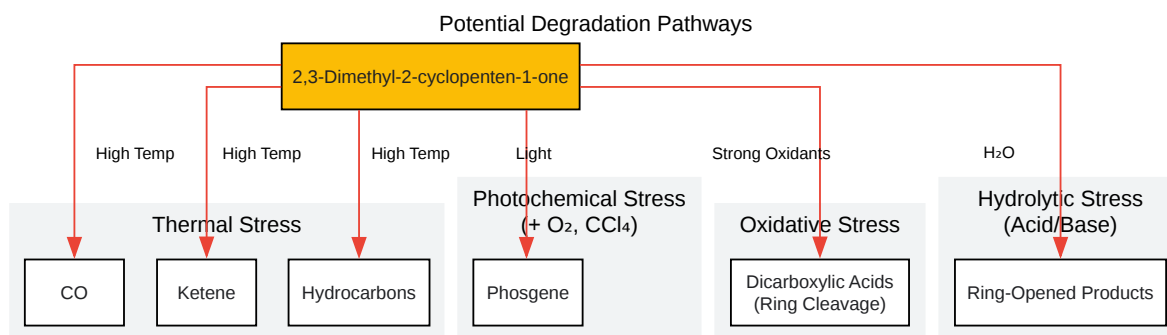 Potential Degradation Pathways
2,3-Dimethyl-2-cyclopenten-1-one
High Temp
High Temp
High Temp
Light
Strong Oxidants
H₂O
Thermal Stress
Photochemical Stress
(+ O₂, CCl₄)
Oxidative Stress
Hydrolytic Stress
(Acid/Base)
CO
Ketene
Hydrocarbons
Phosgene
Dicarboxylic Acids
(Ring Cleavage)
Ring-Opened Products